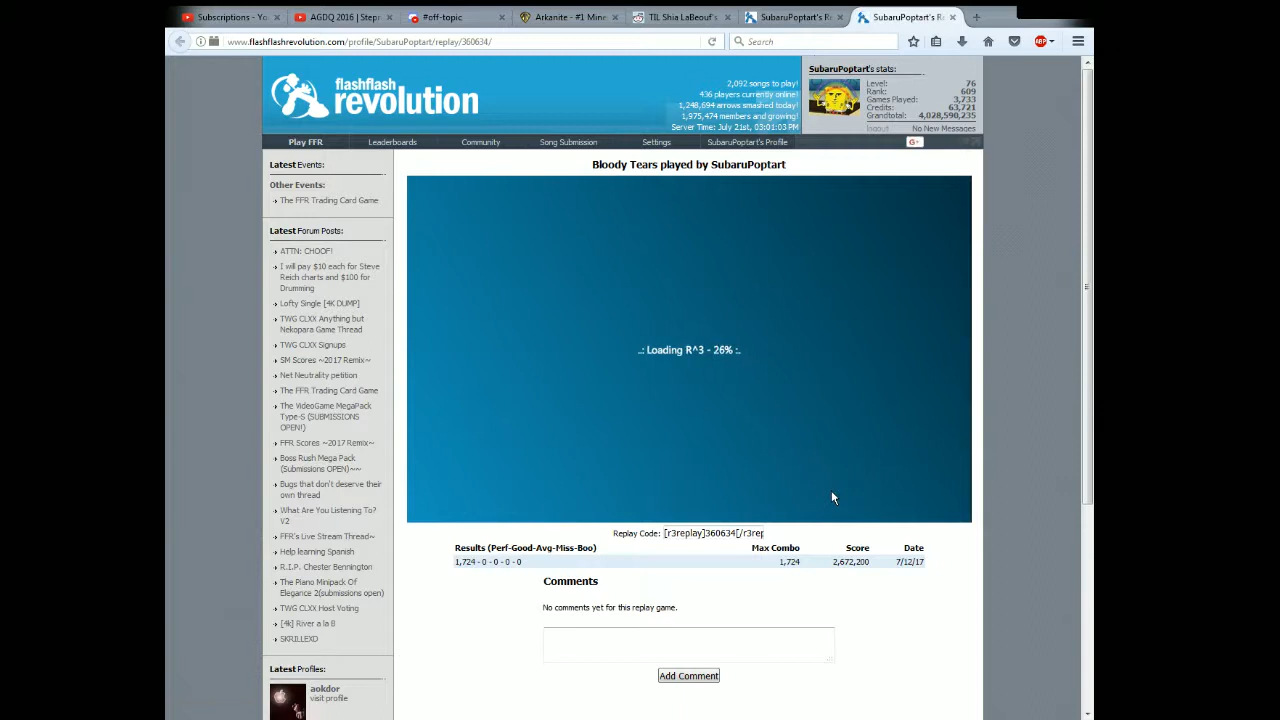 Subscriptions - Yo
AGDQ 2016 | Stepr
#off-topic
Arkanite - #1 Mine
TIL Shia LaBeouf's
SubaruPoptart's Re
SubaruPoptart's Re
www.flashflashrevolution.com/profile/SubaruPoptart/replay/360634/
Search
ABP
flashflash
revolution
2,092 songs to play!
436 players currently online!
1,248,694 arrows smashed today!
1,975,474 members and growing!
Server Time: July 21st, 03:01:03 PM
SubaruPoptart's stats:
Level: 76
Rank: 609
Games Played: 3,733
Credits: 63,721
Grandtotal: 4,028,590,235
logout No New Messages
Play FFR Leaderboards Community Song Submission Settings SubaruPoptart's Profile
G+
Latest Events:
Other Events:
The FFR Trading Card Game
Latest Forum Posts:
ATTN: CHOOF!
I will pay $10 each for Steve
Reich charts and $100 for
Drumming
Lofty Single [4K DUMP]
TWG CLXX Anything but
Nekopara Game Thread
TWG CLXX Signups
SM Scores ~2017 Remix~
Net Neutrality petition
The FFR Trading Card Game
The VideoGame MegaPack
Type-S (SUBMISSIONS
OPEN!)
FFR Scores ~2017 Remix~
Boss Rush Mega Pack
(Submissions OPEN)~~
Bugs that don't deserve their
own thread
What Are You Listening To?
V2
FFR's Live Stream Thread~
Help learning Spanish
R.I.P. Chester Bennington
The Piano Minipack Of
Elegance 2(submissions open)
TWG CLXX Host Voting
[4k] River a la 8
SKRILLEXD
Latest Profiles:
aokdor
visit profile
Bloody Tears played by SubaruPoptart
..: Loading R^3 - 26% :..
Replay Code: [r3replay]360634[/r3rep
Results (Perf-Good-Avg-Miss-Boo) Max Combo Score Date
1,724 - 0 - 0 - 0 - 0 1,724 2,672,200 7/12/17
Comments
No comments yet for this replay game.
Add Comment